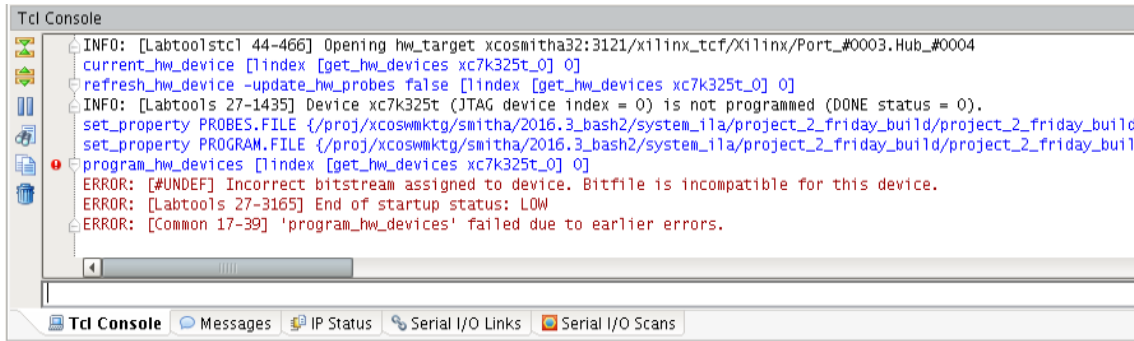 Tcl Console
INFO: [Labtoolstcl 44-466] Opening hw_target xcosmitha32:3121/xilinx_tcf/Xilinx/Port_#0003.Hub_#0004
current_hw_device [lindex [get_hw_devices xc7k325t_0] 0]
refresh_hw_device -update_hw_probes false [lindex [get_hw_devices xc7k325t_0] 0]
INFO: [Labtools 27-1435] Device xc7k325t (JTAG device index = 0) is not programmed (DONE status = 0).
set_property PROBES.FILE {/proj/xcoswmktg/smitha/2016.3_bash2/system_ila/project_2_friday_build/project_2_friday_build
set_property PROGRAM.FILE {/proj/xcoswmktg/smitha/2016.3_bash2/system_ila/project_2_friday_build/project_2_friday_buil
program_hw_devices [lindex [get_hw_devices xc7k325t_0] 0]
ERROR: [#UNDEF] Incorrect bitstream assigned to device. Bitfile is incompatible for this device.
ERROR: [Labtools 27-3165] End of startup status: LOW
ERROR: [Common 17-39] 'program_hw_devices' failed due to earlier errors.
Tcl Console Messages IP Status Serial I/O Links Serial I/O Scans